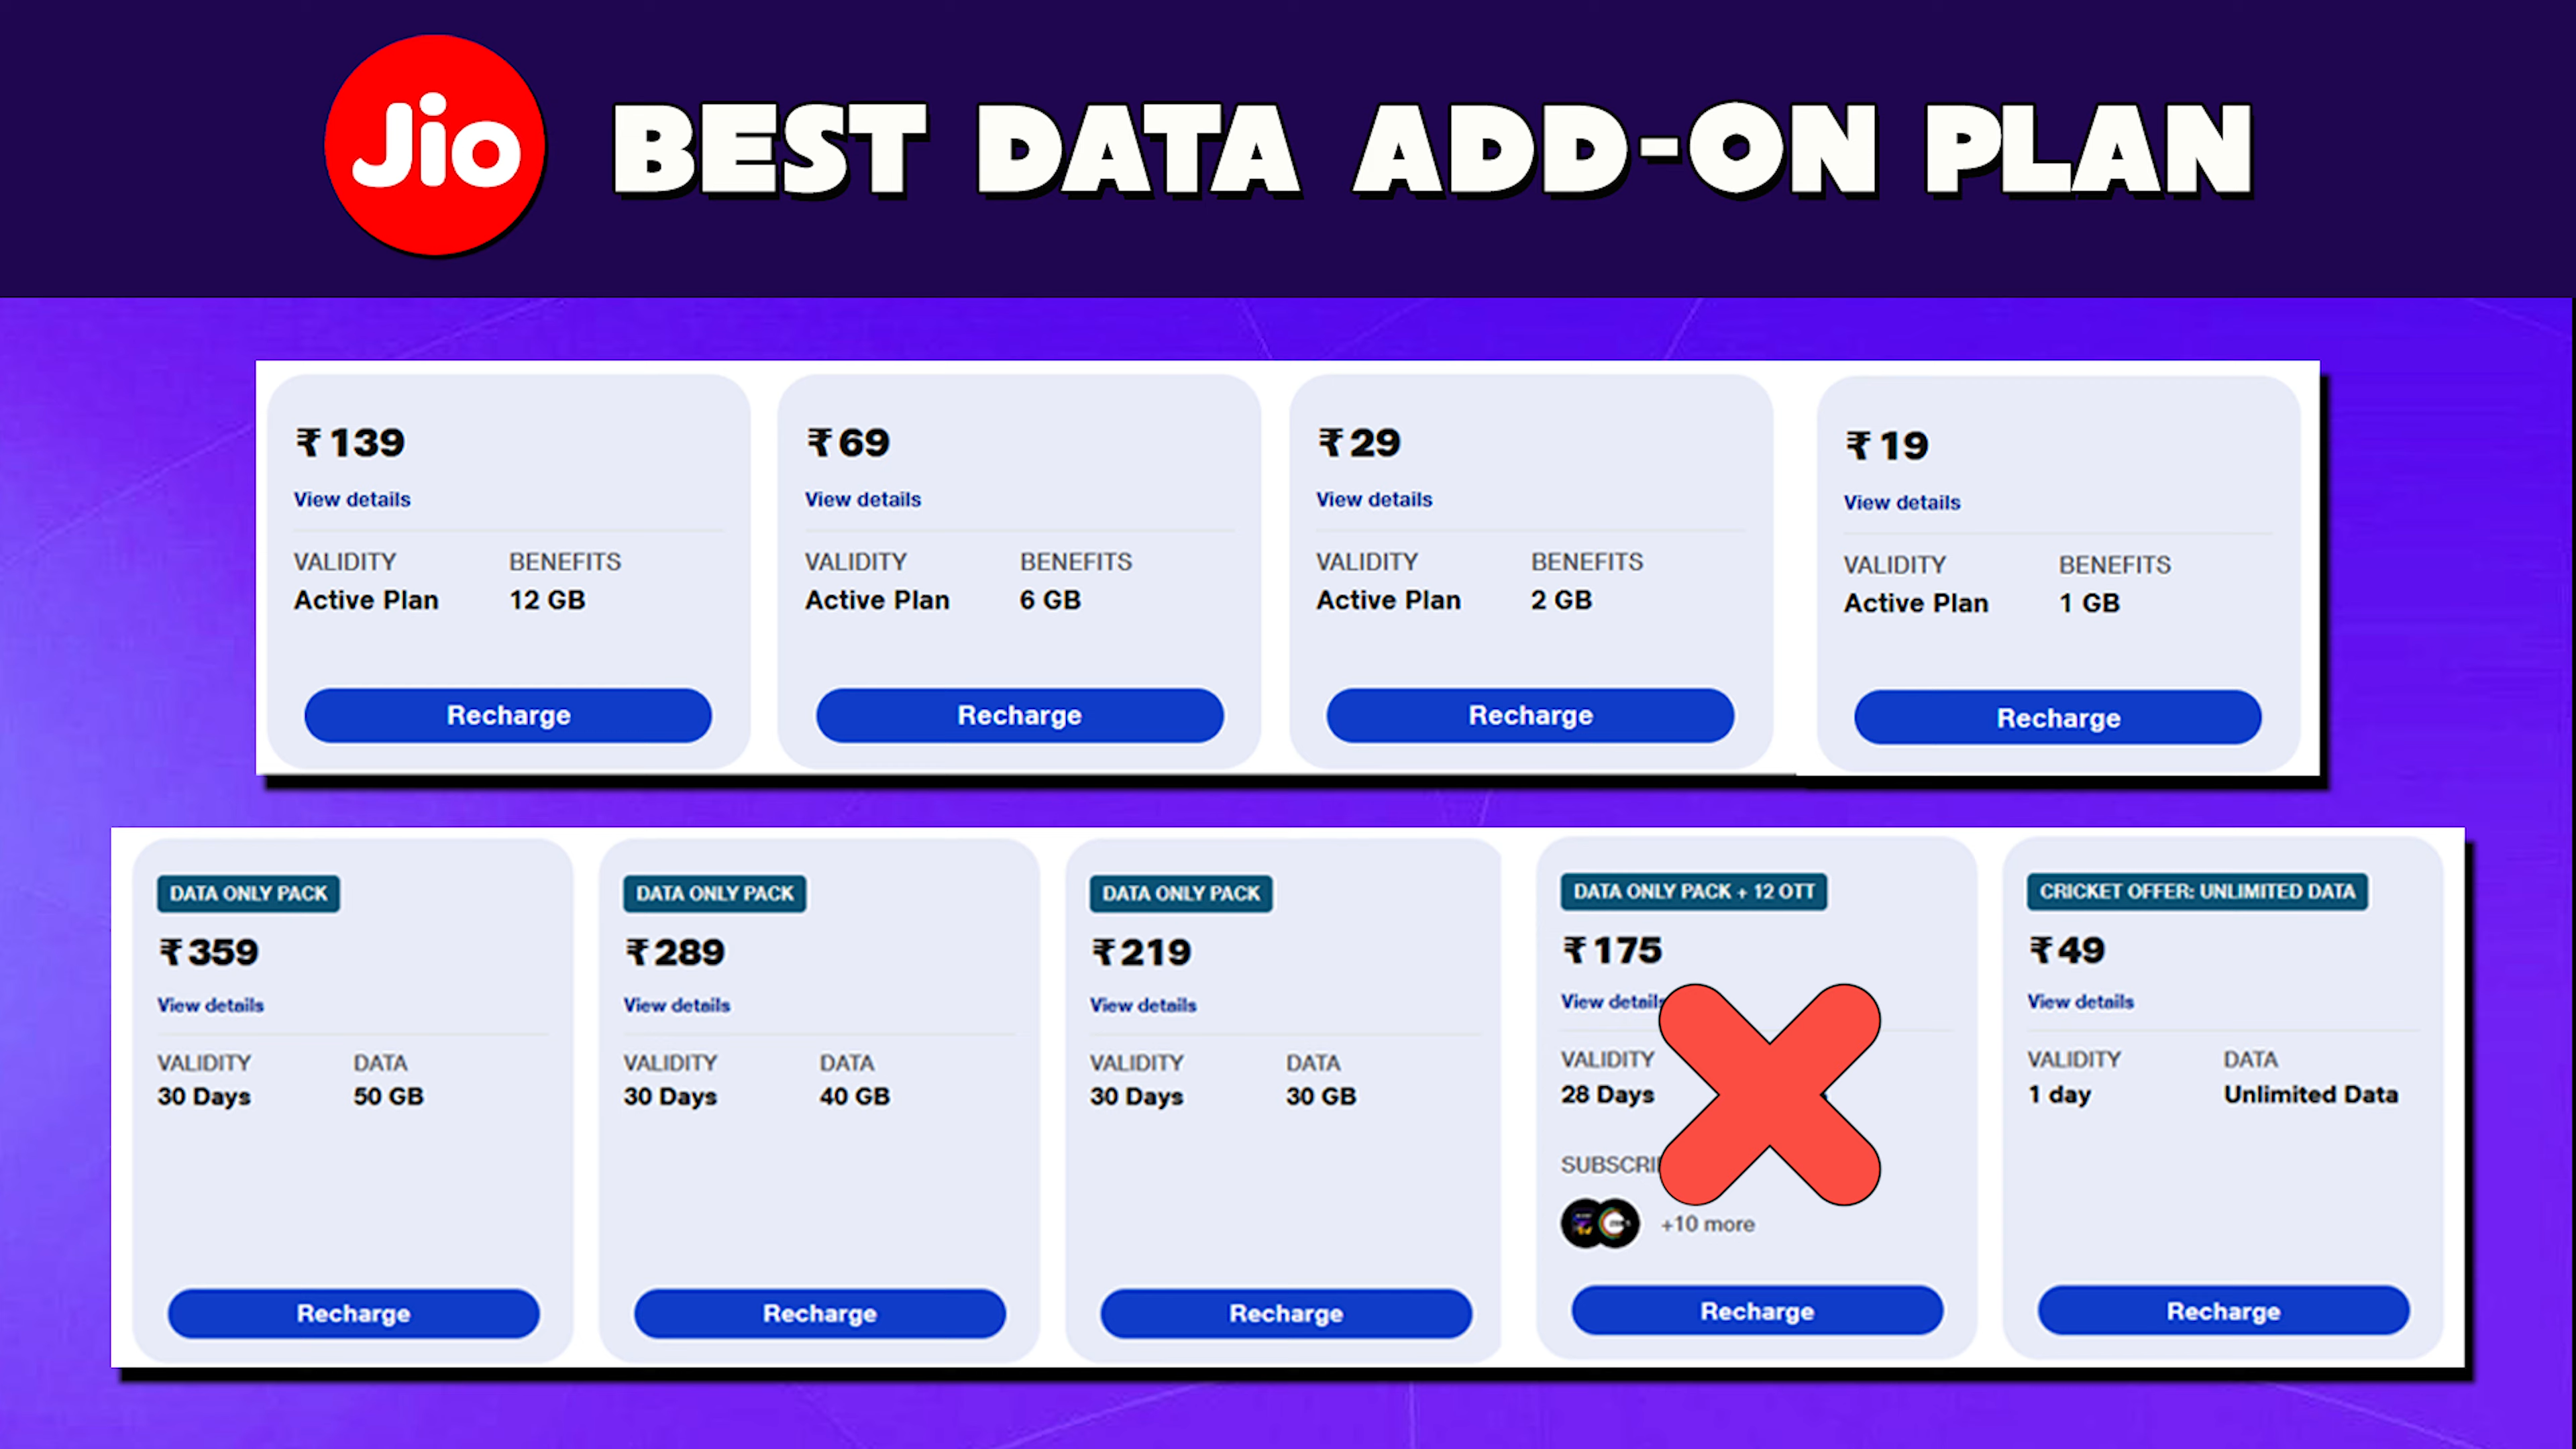 Jio BEST DATA ADD-ON PLAN
₹139
View details
VALIDITY BENEFITS
Active Plan 12 GB
Recharge
₹69
View details
VALIDITY BENEFITS
Active Plan 6 GB
Recharge
₹29
View details
VALIDITY BENEFITS
Active Plan 2 GB
Recharge
₹19
View details
VALIDITY BENEFITS
Active Plan 1 GB
Recharge
DATA ONLY PACK
₹359
View details
VALIDITY DATA
30 Days 50 GB
Recharge
DATA ONLY PACK
₹289
View details
VALIDITY DATA
30 Days 40 GB
Recharge
DATA ONLY PACK
₹219
View details
VALIDITY DATA
30 Days 30 GB
Recharge
DATA ONLY PACK + 12 OTT
₹175
View details
VALIDITY
28 Days
+10 more
Recharge
CRICKET OFFER: UNLIMITED DATA
₹49
View details
VALIDITY DATA
1 day Unlimited Data
Recharge